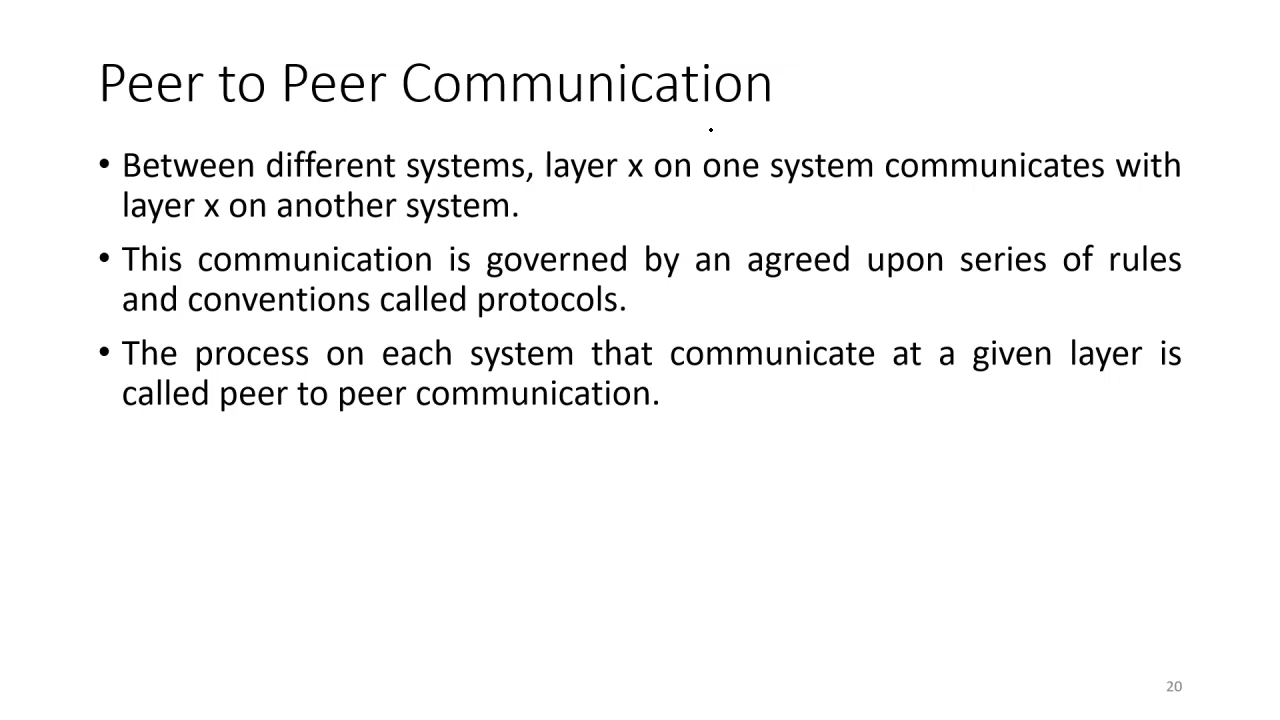 Peer to Peer Communication
• Between different systems, layer x on one system communicates with
layer x on another system.
• This communication is governed by an agreed upon series of rules
and conventions called protocols.
• The process on each system that communicate at a given layer is
called peer to peer communication.
20